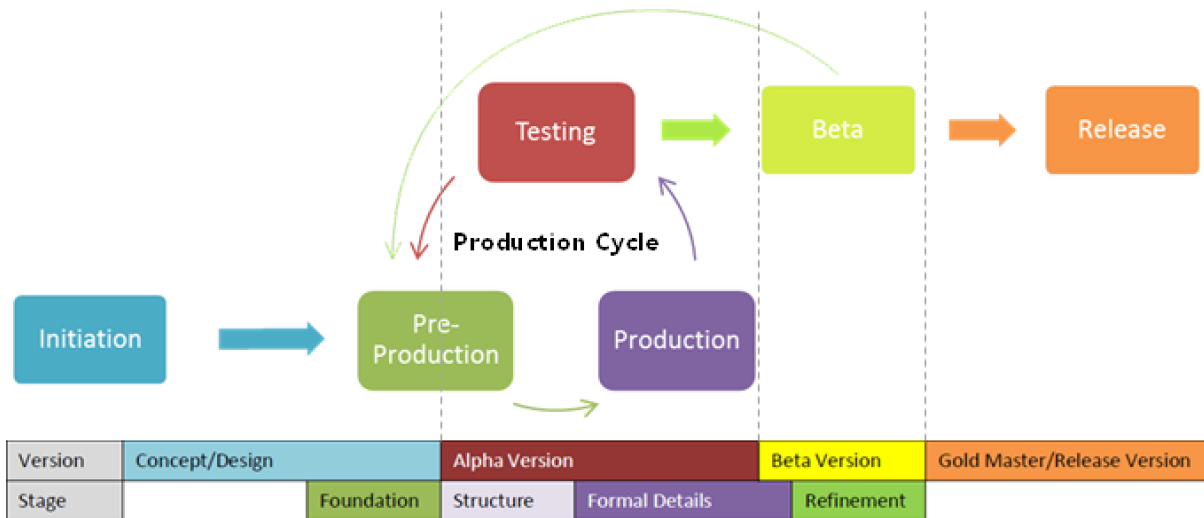 Testing
Beta
Release
Production Cycle
Initiation
Pre-
Production
Production
Version
Concept/Design
Alpha Version
Beta Version
Gold Master/Release Version
Stage
Foundation
Structure
Formal Details
Refinement